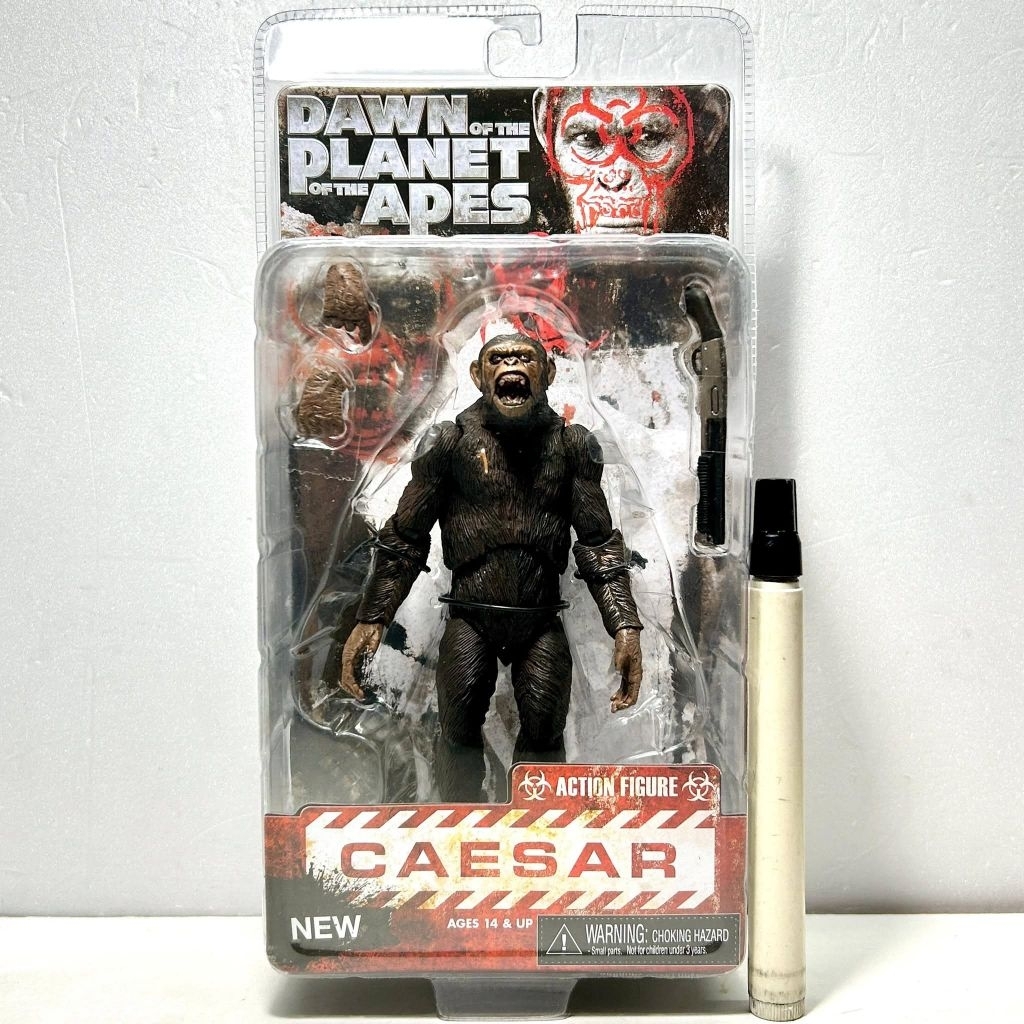 DAWN OF THE
PLANET
OF THE APES
ACTION FIGURE
CAESAR
NEW
AGES 14 & UP
WARNING: CHOKING HAZARD
- Small parts. Not for children under 3 years.